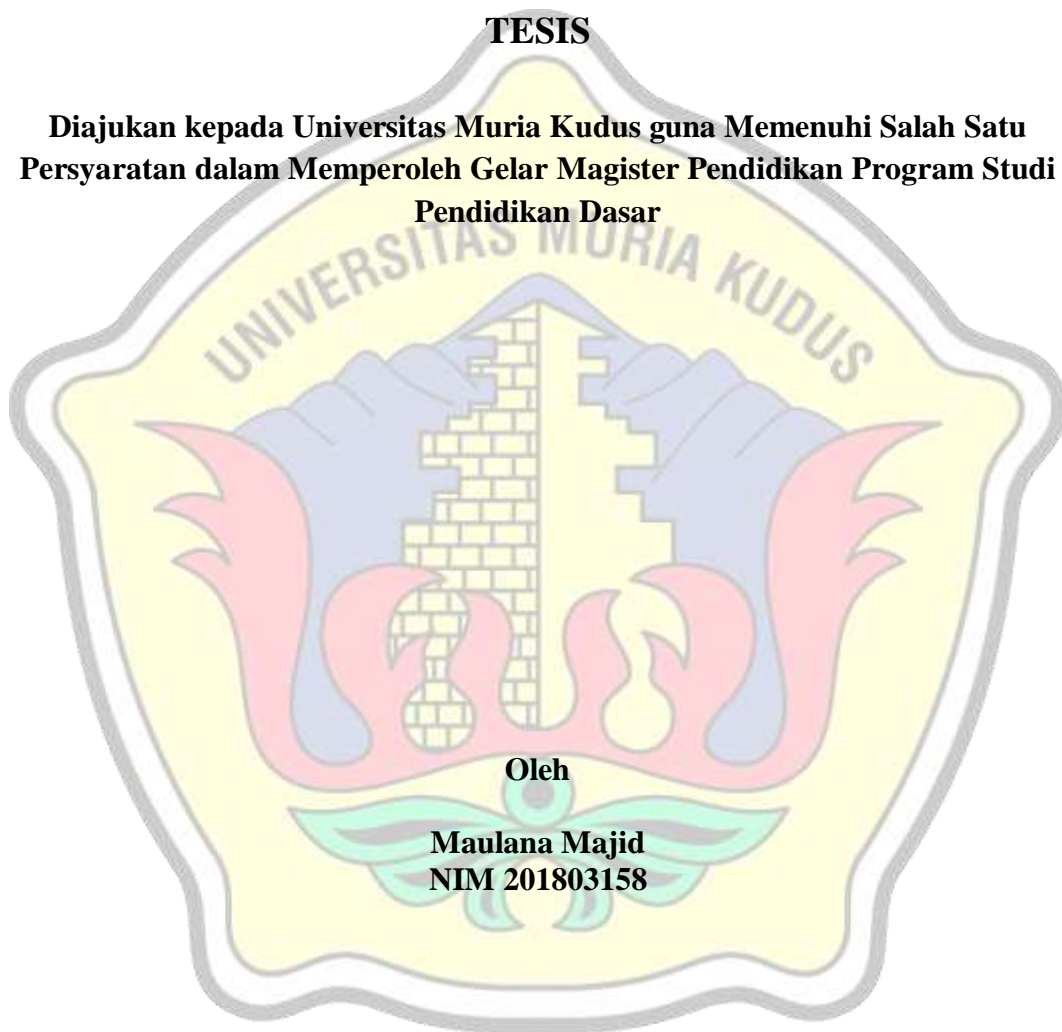 TESIS
Diajukan kepada Universitas Muria Kudus guna Memenuhi Salah Satu
Persyaratan dalam Memperoleh Gelar Magister Pendidikan Program Studi
Pendidikan Dasar
UNIVERSITAS MURIA KUDUS
Oleh
Maulana Majid
NIM 201803158